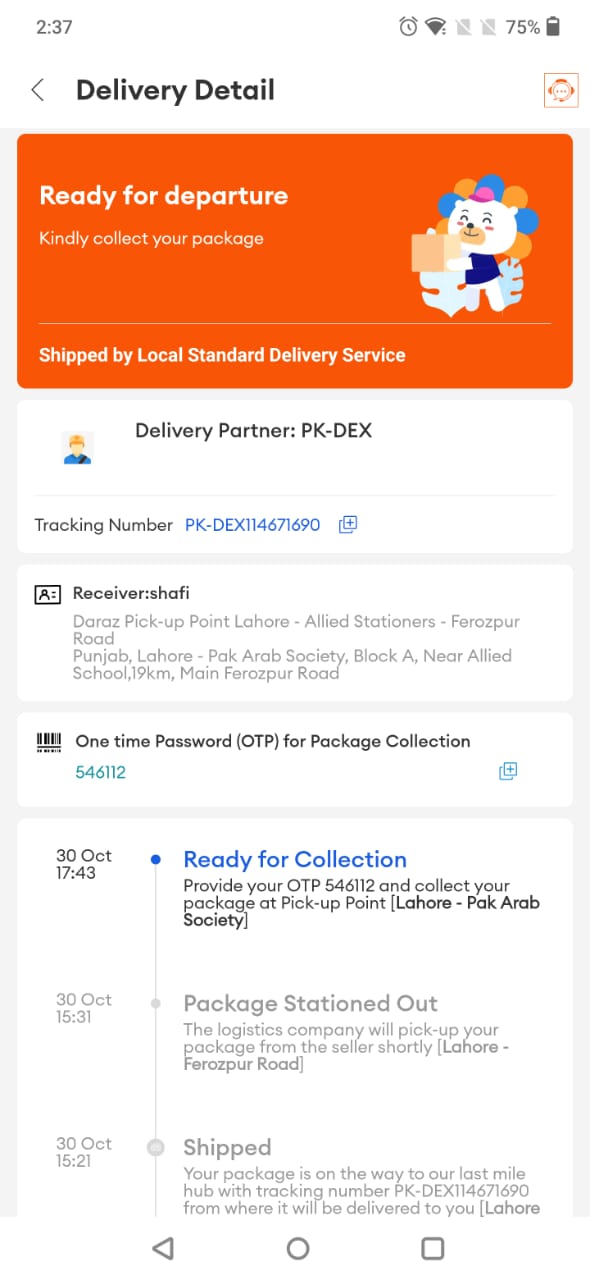 2:37
75%
Delivery Detail
Ready for departure
Kindly collect your package
Shipped by Local Standard Delivery Service
Delivery Partner: PK-DEX
Tracking Number PK-DEX114671690
Receiver:shafi
Daraz Pick-up Point Lahore - Allied Stationers - Ferozpur
Road
Punjab, Lahore - Pak Arab Society, Block A, Near Allied
School,19km, Main Ferozpur Road
One time Password (OTP) for Package Collection
546112
30 Oct
17:43
Ready for Collection
Provide your OTP 546112 and collect your
package at Pick-up Point [Lahore - Pak Arab
Society]
30 Oct
15:31
Package Stationed Out
The logistics company will pick-up your
package from the seller shortly [Lahore -
Ferozpur Road]
30 Oct
15:21
Shipped
Your package is on the way to our last mile
hub with tracking number PK-DEX114671690
from where it will be delivered to you [Lahore